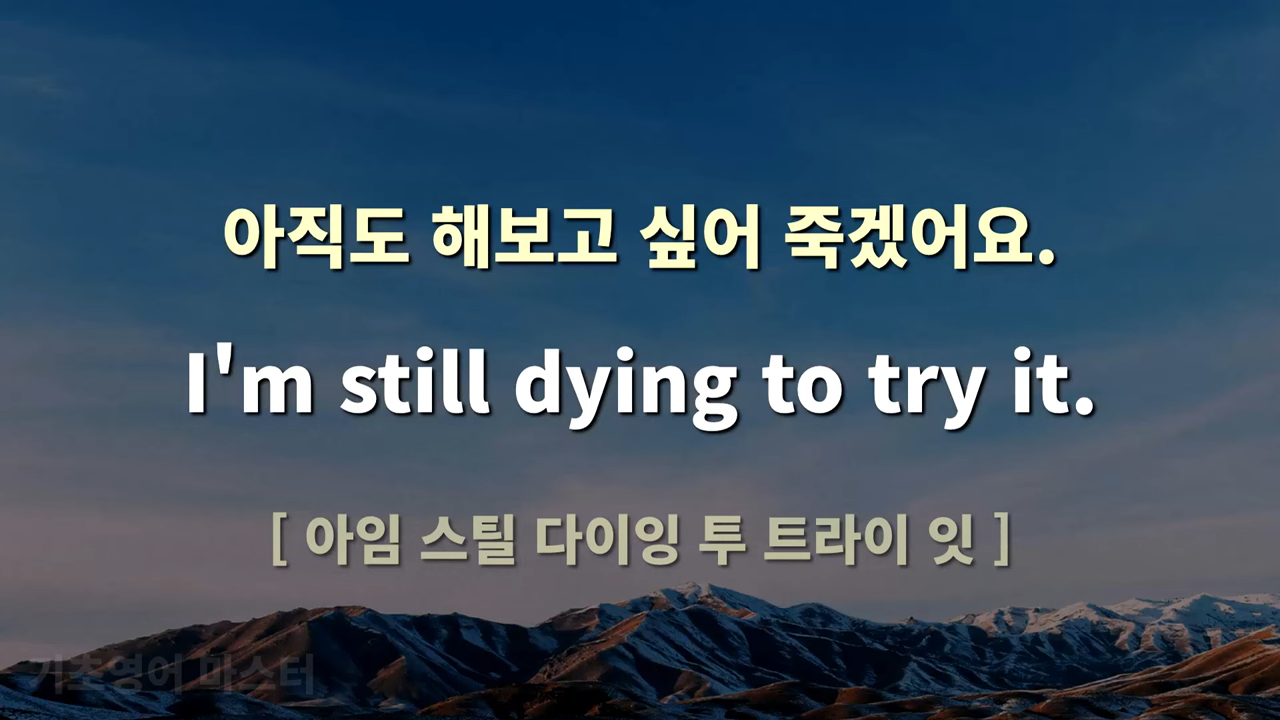 아직도 해보고 싶어 죽겠어요.
I'm still dying to try it.
[ 아임 스틸 다이잉 투 트라이 잇 ]
기초영어 마스터